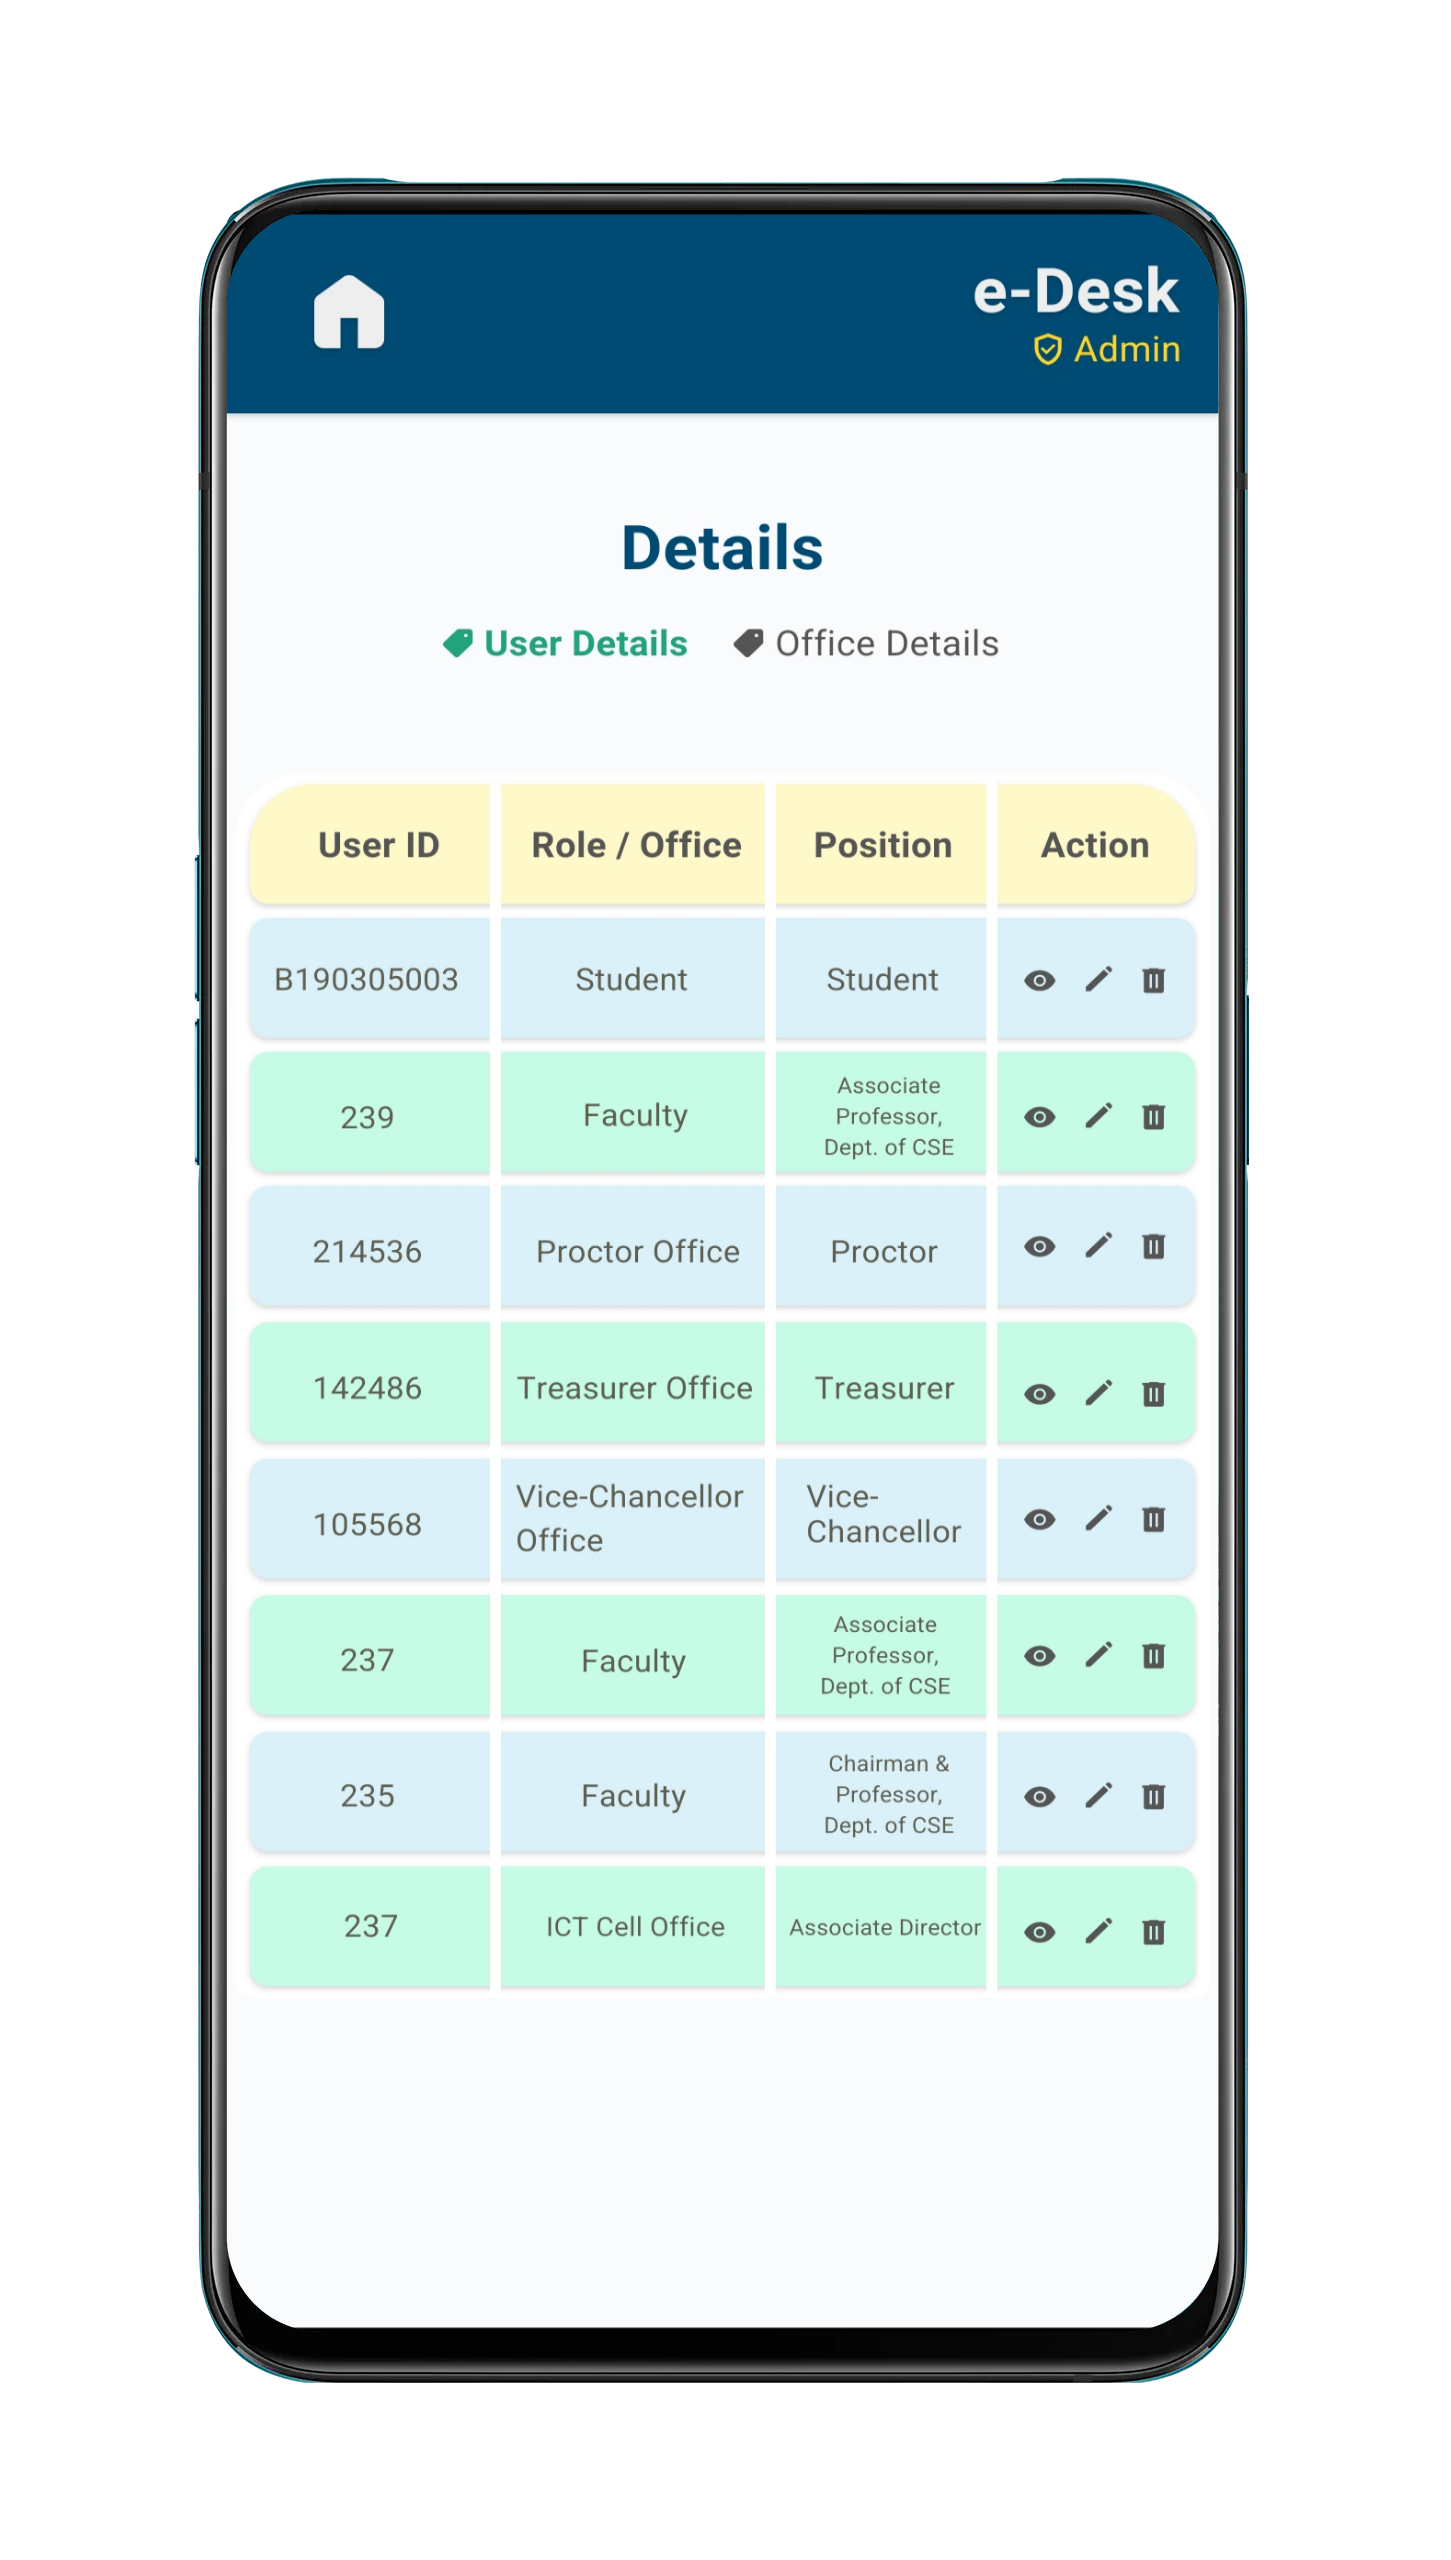 e-Desk
Admin
Details
User Details Office Details
User ID Role / Office Position Action
B190305003 Student Student
239 Faculty Associate
Professor,
Dept. of CSE
214536 Proctor Office Proctor
142486 Treasurer Office Treasurer
105568 Vice-Chancellor
Office Vice-
Chancellor
237 Faculty Associate
Professor,
Dept. of CSE
235 Faculty Chairman &
Professor,
Dept. of CSE
237 ICT Cell Office Associate Director